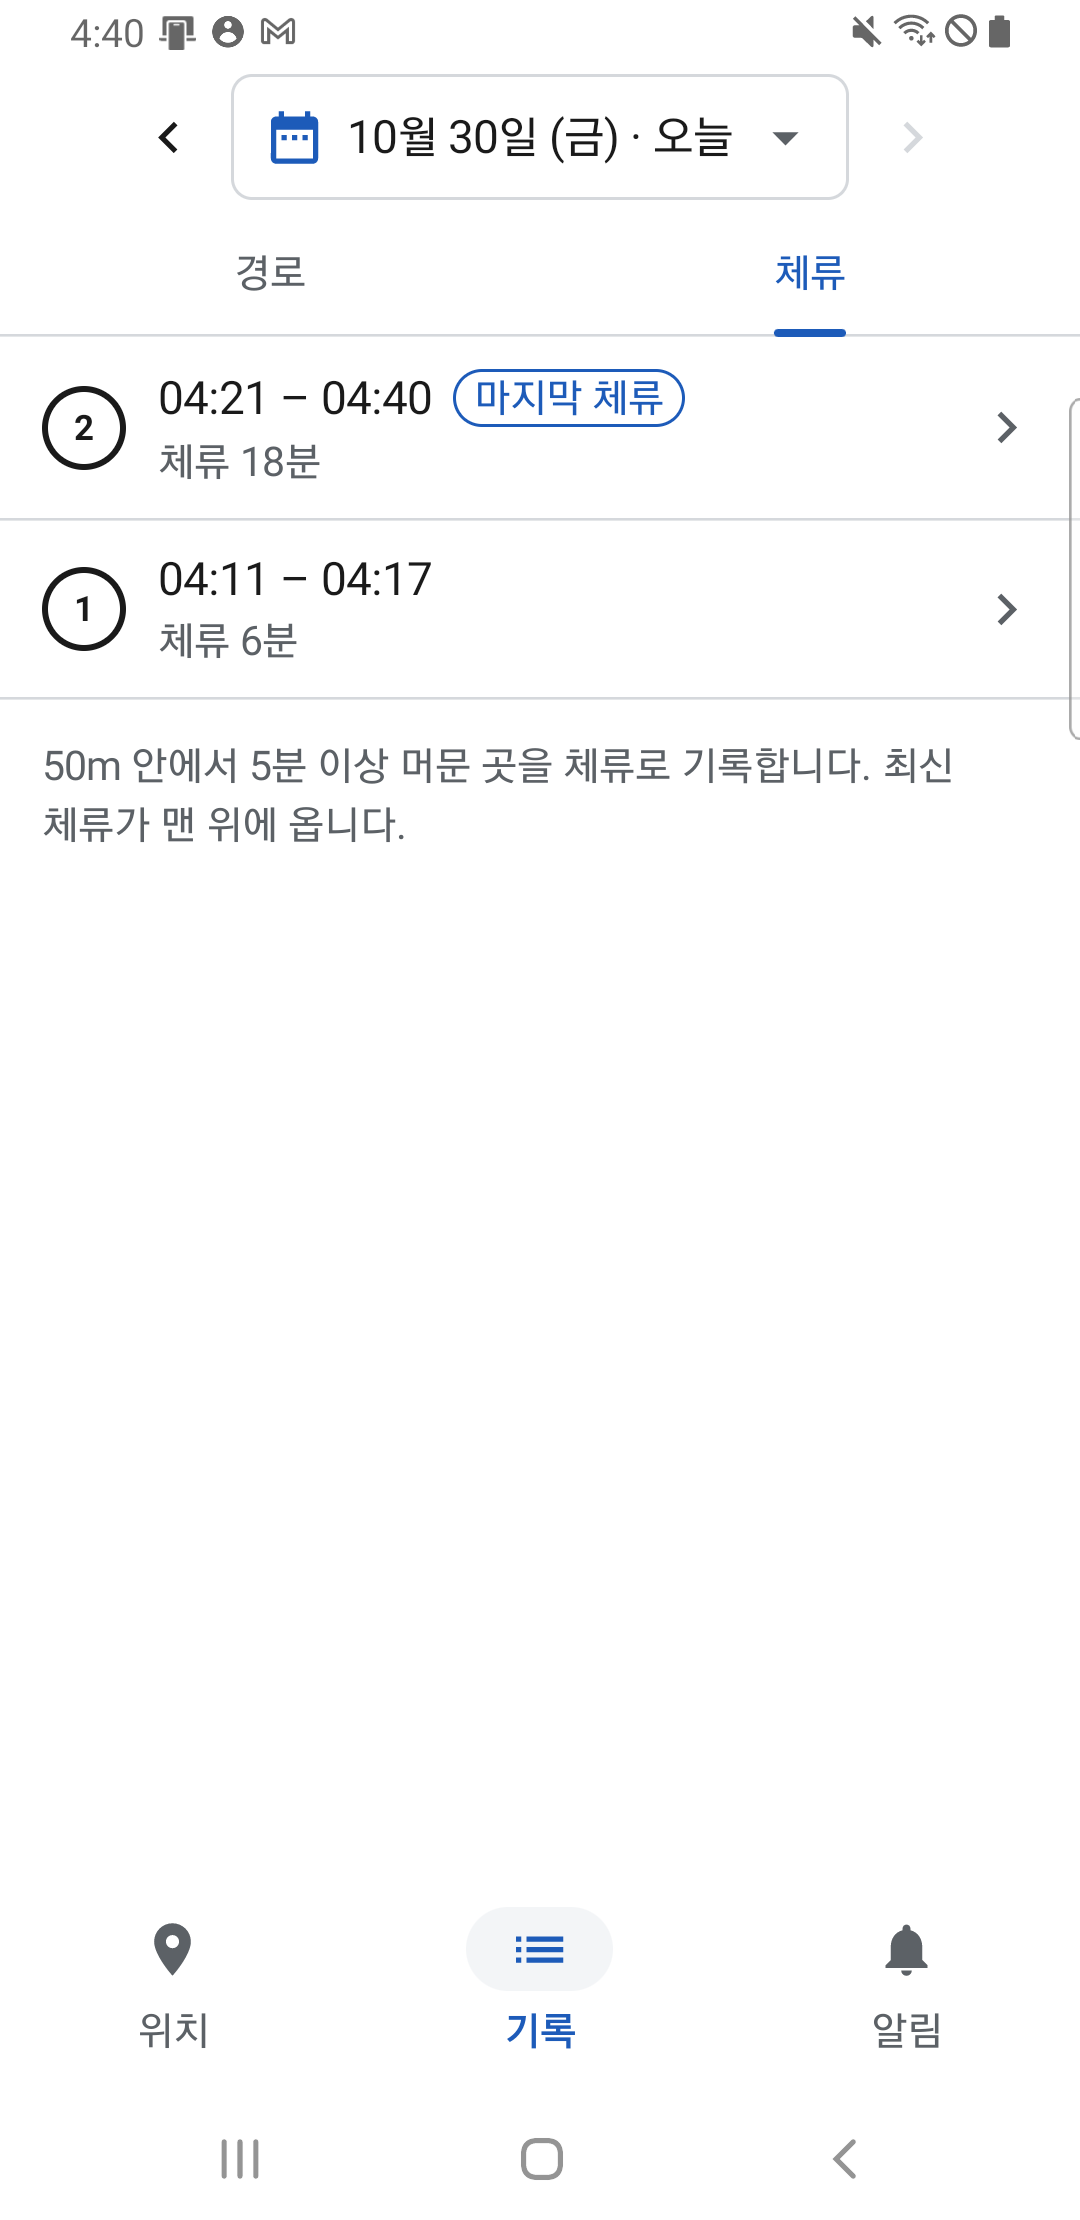 4:40
10월 30일 (금) · 오늘
경로 체류
2 04:21 – 04:40 마지막 체류
체류 18분
1 04:11 – 04:17
체류 6분
50m 안에서 5분 이상 머문 곳을 체류로 기록합니다. 최신
체류가 맨 위에 옵니다.
위치 기록 알림